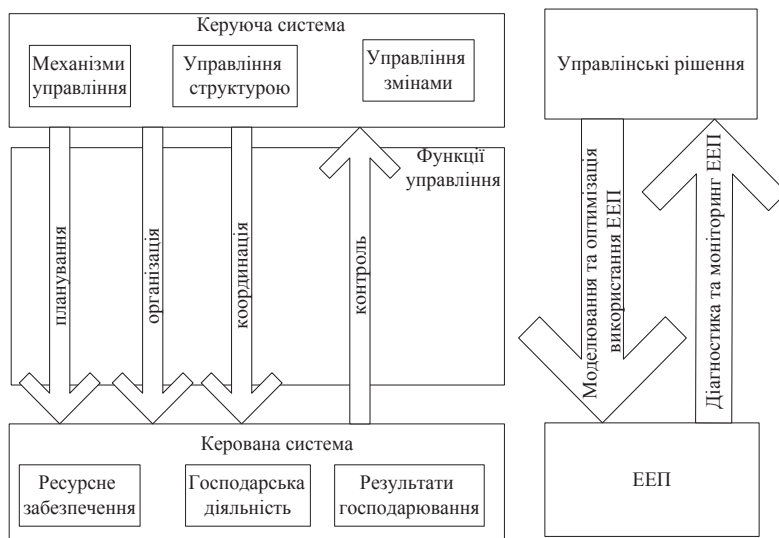 Керуюча система
Механізми
управління
Управління
структурою
Управління
змінами
Функції
управління
планування
організація
координація
контроль
Керована система
Ресурсне
забезпечення
Господарська
діяльність
Результати
господарювання
Управлінські рішення
Моделювання та оптимізація
використання ЕЕП
Діагностика та моніторинг ЕЕП
ЕЕП